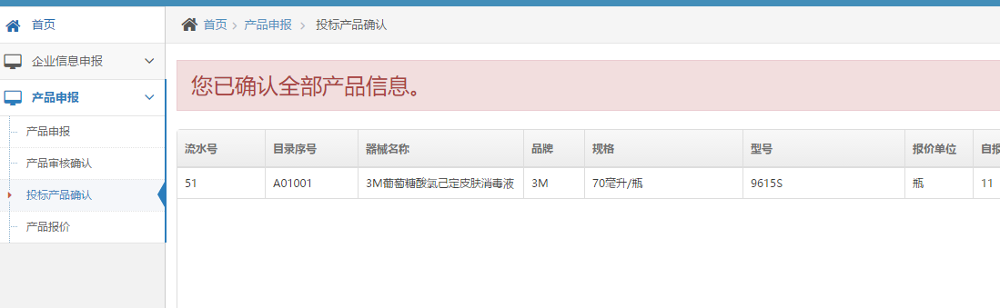 首页
首页 产品申报 投标产品确认
企业信息申报
产品申报
您已确认全部产品信息。
产品申报
产品审核确认
投标产品确认
产品报价
流水号 目录序号 器械名称 品牌 规格 型号 报价单位 自报
51 A01001 3M葡萄糖酸氯己定皮肤消毒液 3M 70毫升/瓶 9615S 瓶 11